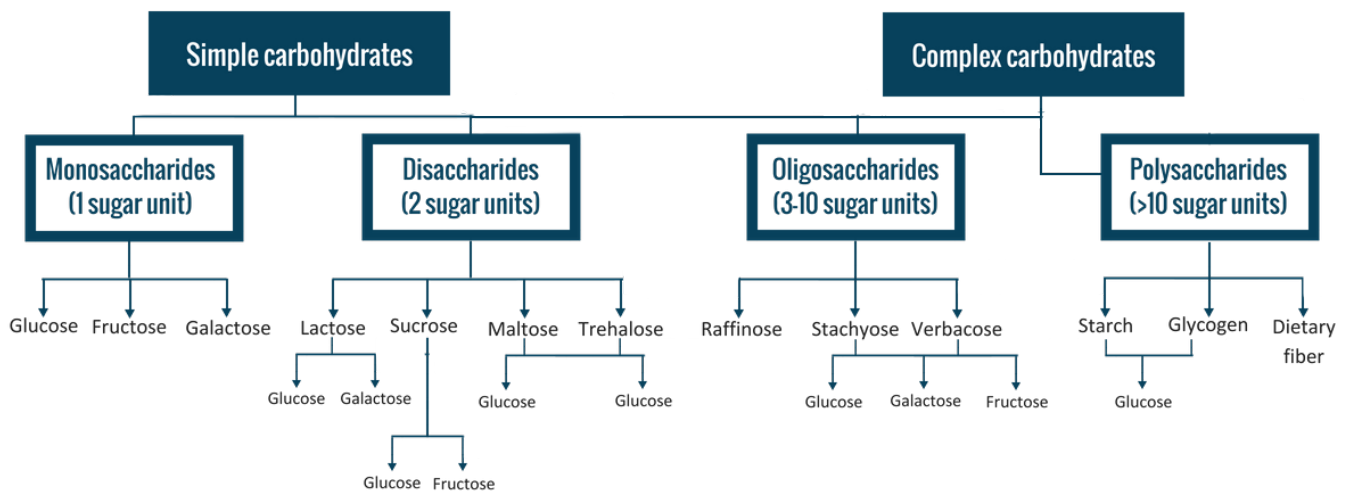 Simple carbohydrates
Complex carbohydrates
Monosaccharides
(1 sugar unit)
Disaccharides
(2 sugar units)
Oligosaccharides
(3-10 sugar units)
Polysaccharides
(>10 sugar units)
Glucose
Fructose
Galactose
Lactose
Sucrose
Maltose
Trehalose
Raffinose
Stachyose
Verbacose
Starch
Glycogen
Dietary
fiber
Glucose
Galactose
Glucose
Glucose
Glucose
Galactose
Fructose
Glucose
Glucose
Fructose